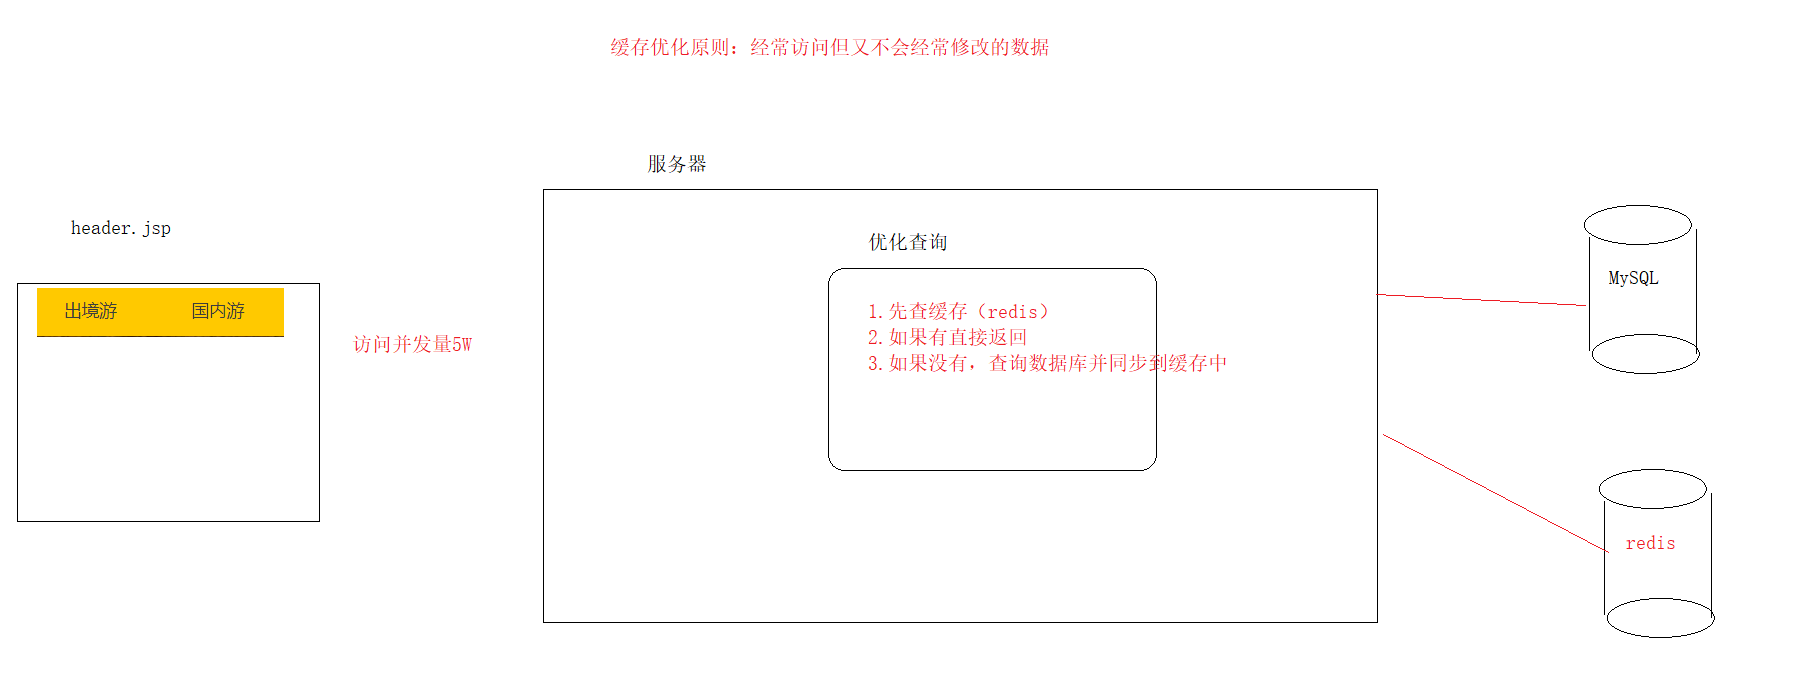 缓存优化原则：经常访问但又不会经常修改的数据
服务器
header.jsp
出境游 国内游
访问并发量5W
优化查询
1.先查缓存（redis）
2.如果有直接返回
3.如果没有，查询数据库并同步到缓存中
MySQL
redis